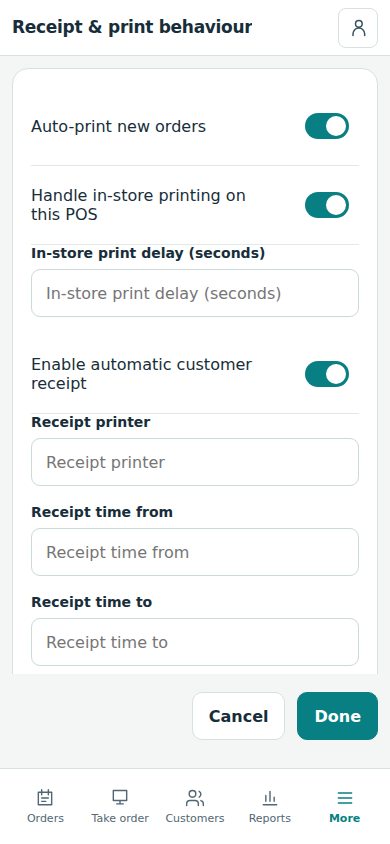 Receipt & print behaviour
Auto-print new orders
Handle in-store printing on
this POS
In-store print delay (seconds)
In-store print delay (seconds)
Enable automatic customer
receipt
Receipt printer
Receipt printer
Receipt time from
Receipt time from
Receipt time to
Receipt time to
Cancel
Done
Orders
Take order
Customers
Reports
More